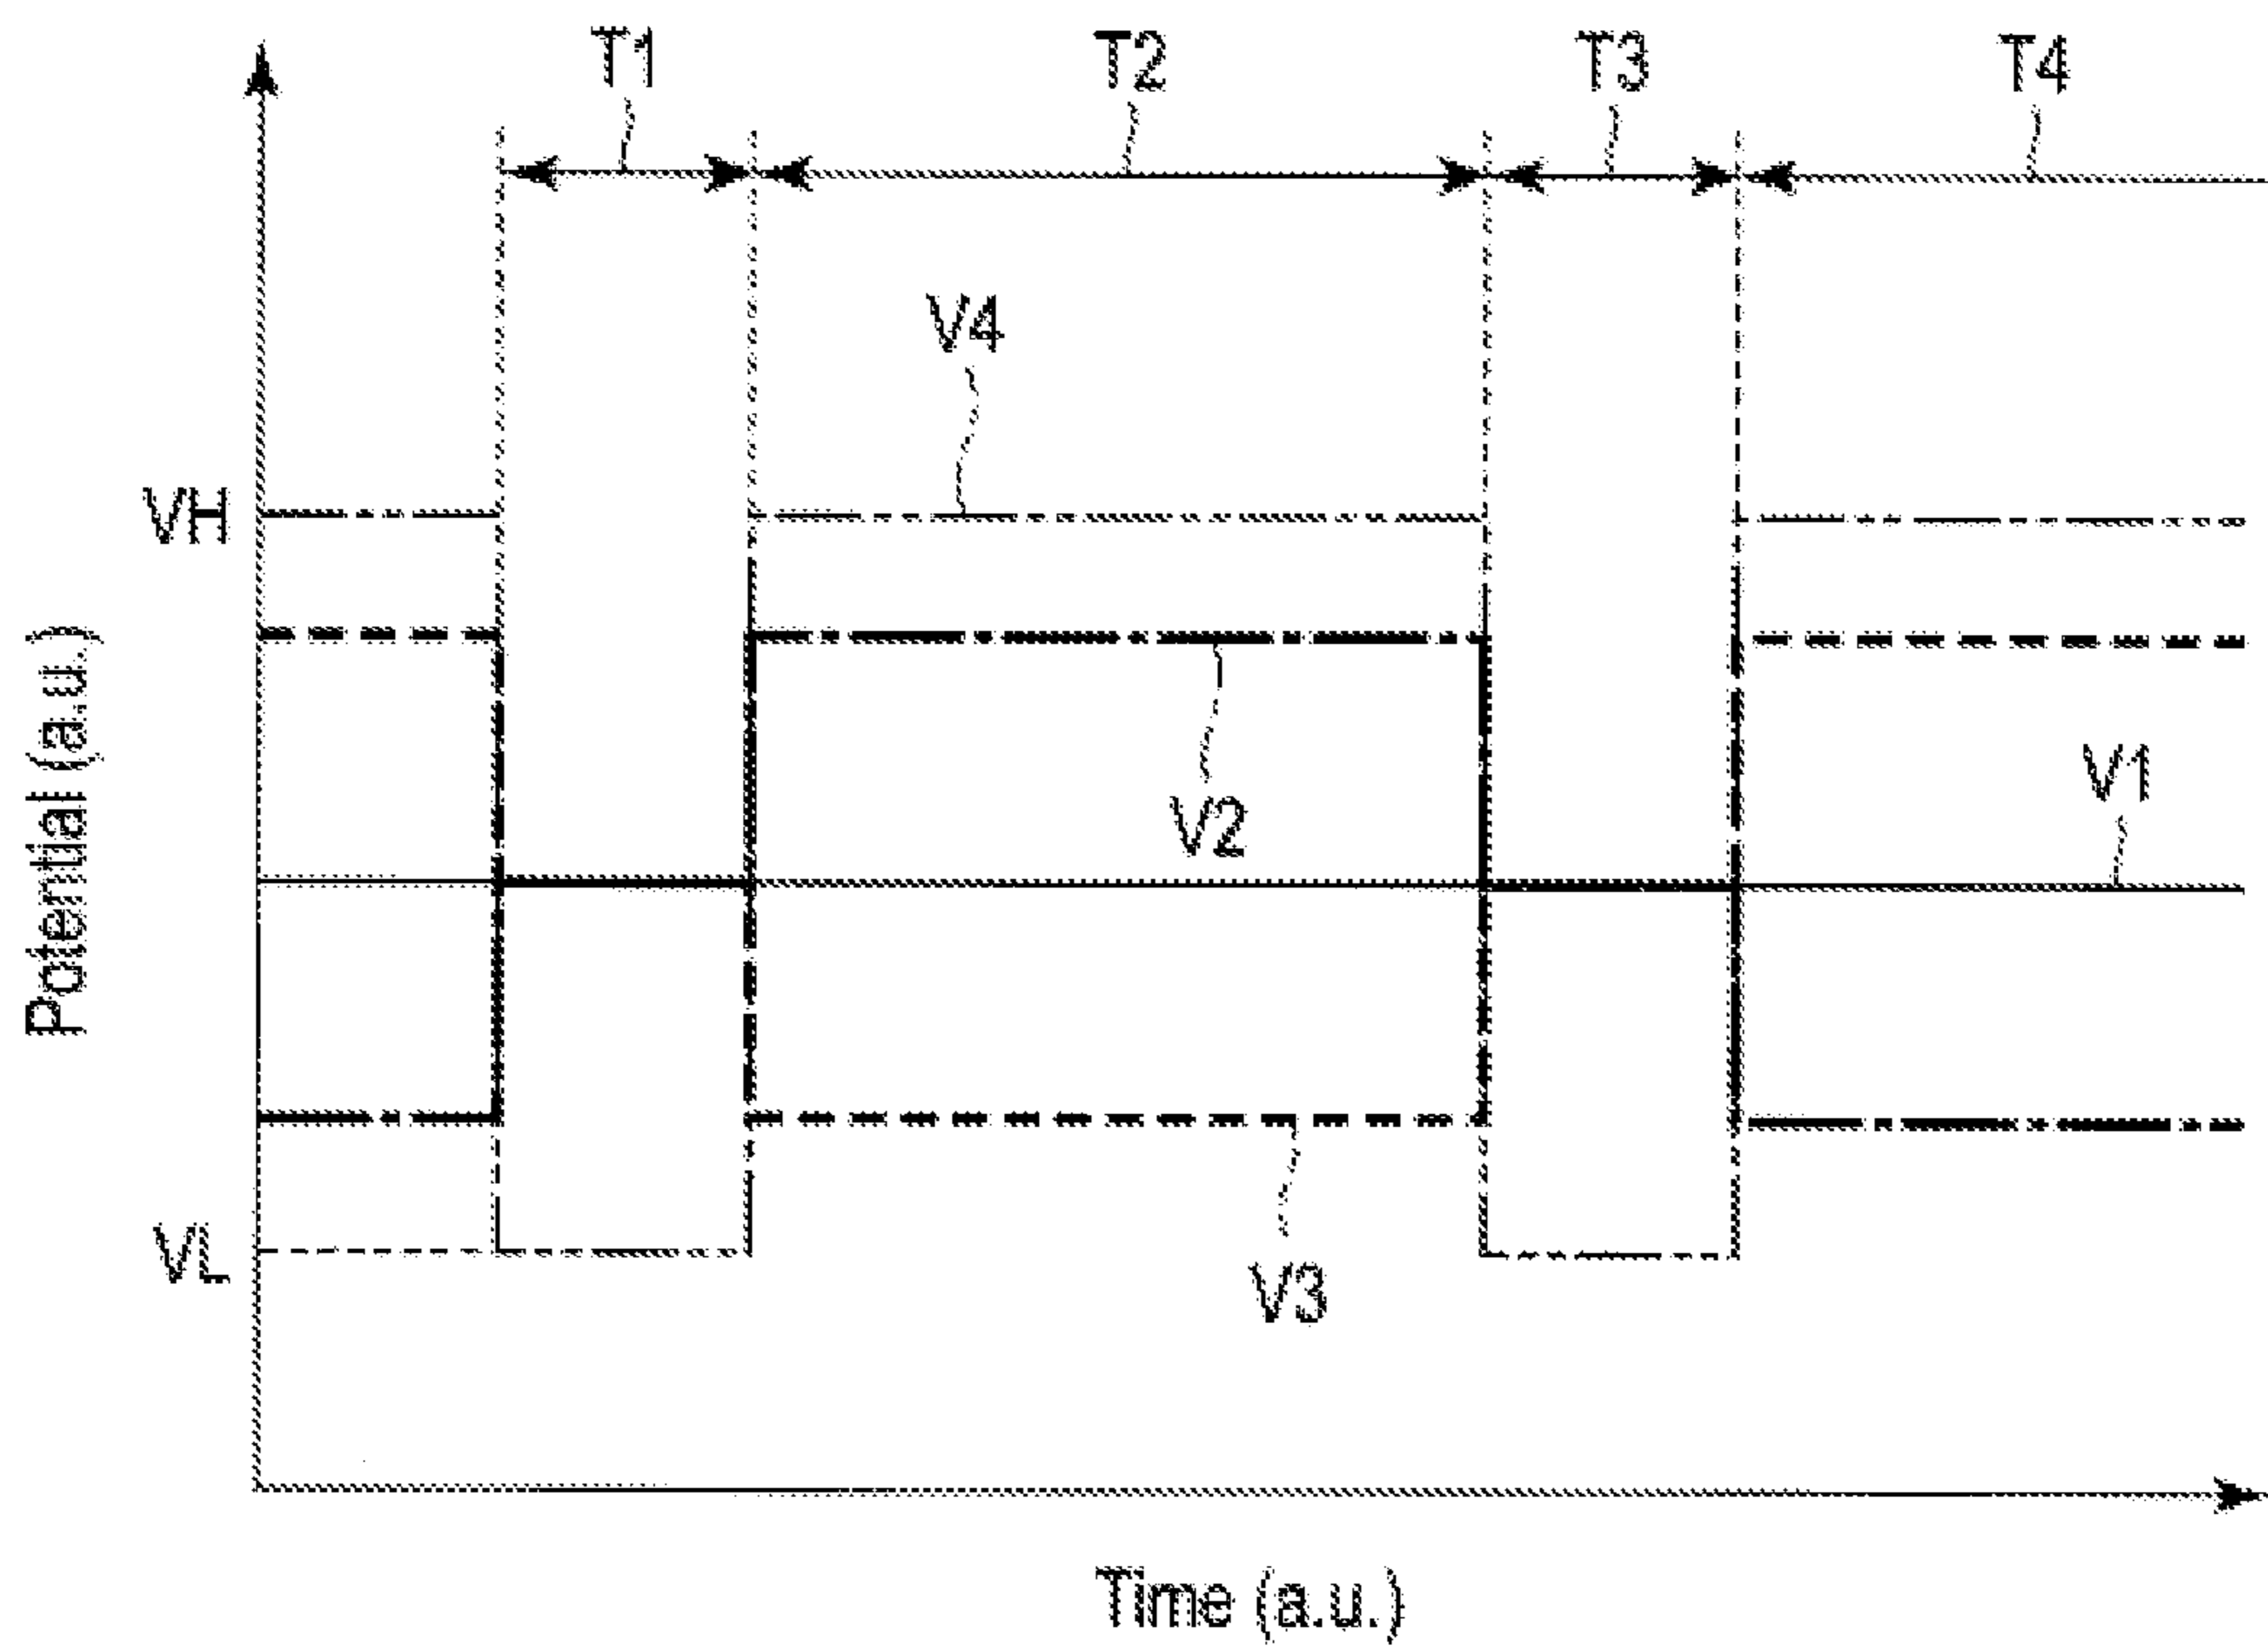 T1 T2 T3 T4
V4
VH
V1
V2
Potential (a.u.)
VL
V3
Time (a.u.)